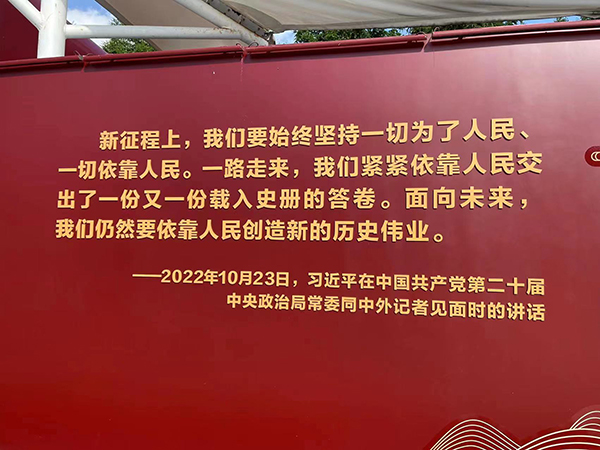 新征程上，我们要始终坚持一切为了人民、
一切依靠人民。一路走来，我们紧紧依靠人民交
出了一份又一份载入史册的答卷。面向未来，
我们仍然要依靠人民创造新的历史伟业。
——2022年10月23日，习近平在中国共产党第二十届
中央政治局常委同中外记者见面时的讲话